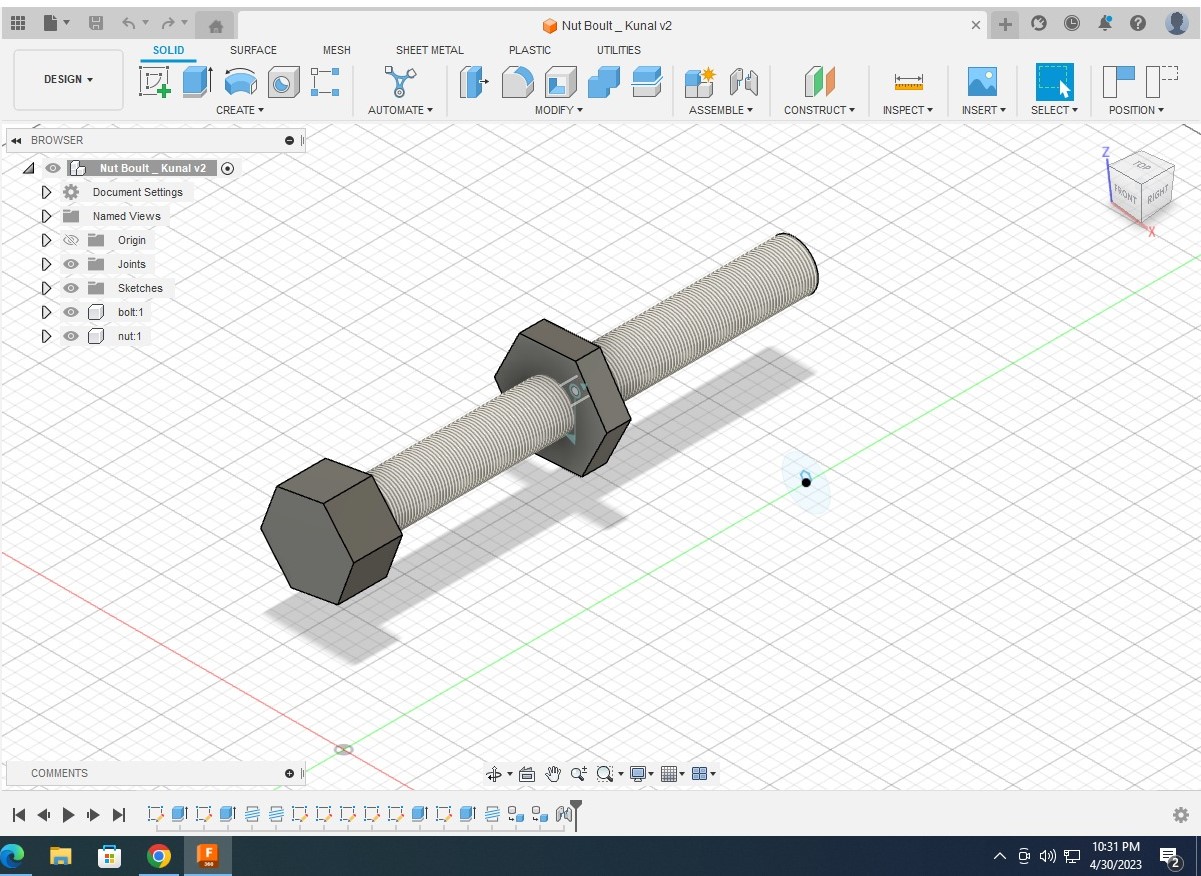 Nut Boult _ Kunal v2
SOLID SURFACE MESH SHEET METAL PLASTIC UTILITIES
DESIGN
CREATE AUTOMATE MODIFY ASSEMBLE CONSTRUCT INSPECT INSERT SELECT POSITION
BROWSER
Nut Boult _ Kunal v2
Document Settings
Named Views
Origin
Joints
Sketches
bolt:1
nut:1
Z
TOP
FRONT RIGHT
X
COMMENTS
F
360
10:31 PM
4/30/2023
2